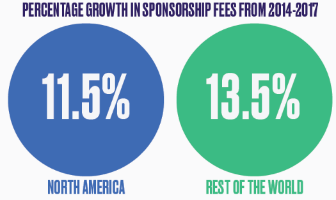 PERCENTAGE GROWTH IN SPONSORSHIP FEES FROM 2014-2017
11.5%
13.5%
NORTH AMERICA
REST OF THE WORLD